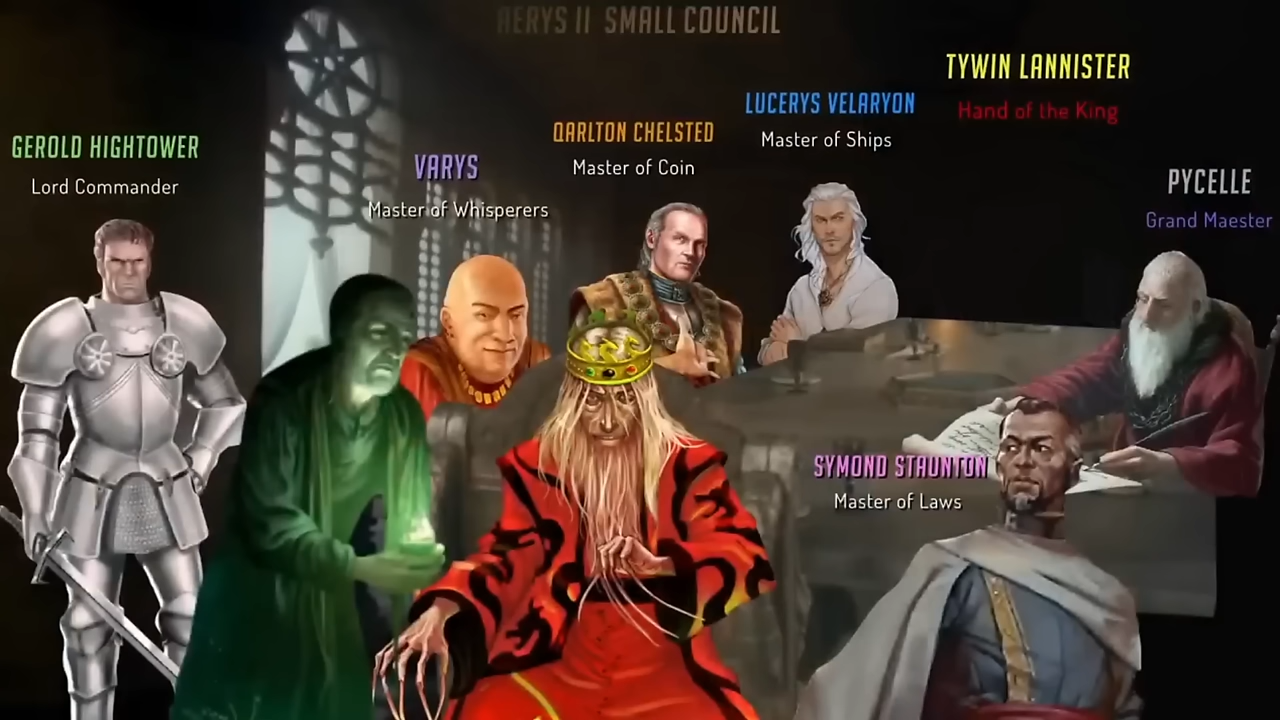 AERYS II SMALL COUNCIL
TYWIN LANNISTER
Hand of the King
LUCERYS VELARYON
Master of Ships
QARLTON CHELSTED
Master of Coin
GEROLD HIGHTOWER
Lord Commander
VARYS
Master of Whisperers
PYCELLE
Grand Maester
SYMOND STAUNTON
Master of Laws